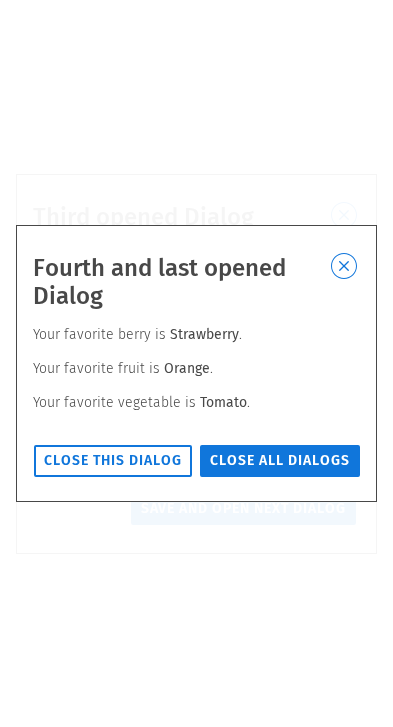 Third opened Dialog
Fourth and last opened
Dialog
Your favorite berry is Strawberry.
Your favorite fruit is Orange.
Your favorite vegetable is Tomato.
CLOSE THIS DIALOG
CLOSE ALL DIALOGS
SAVE AND OPEN NEXT DIALOG